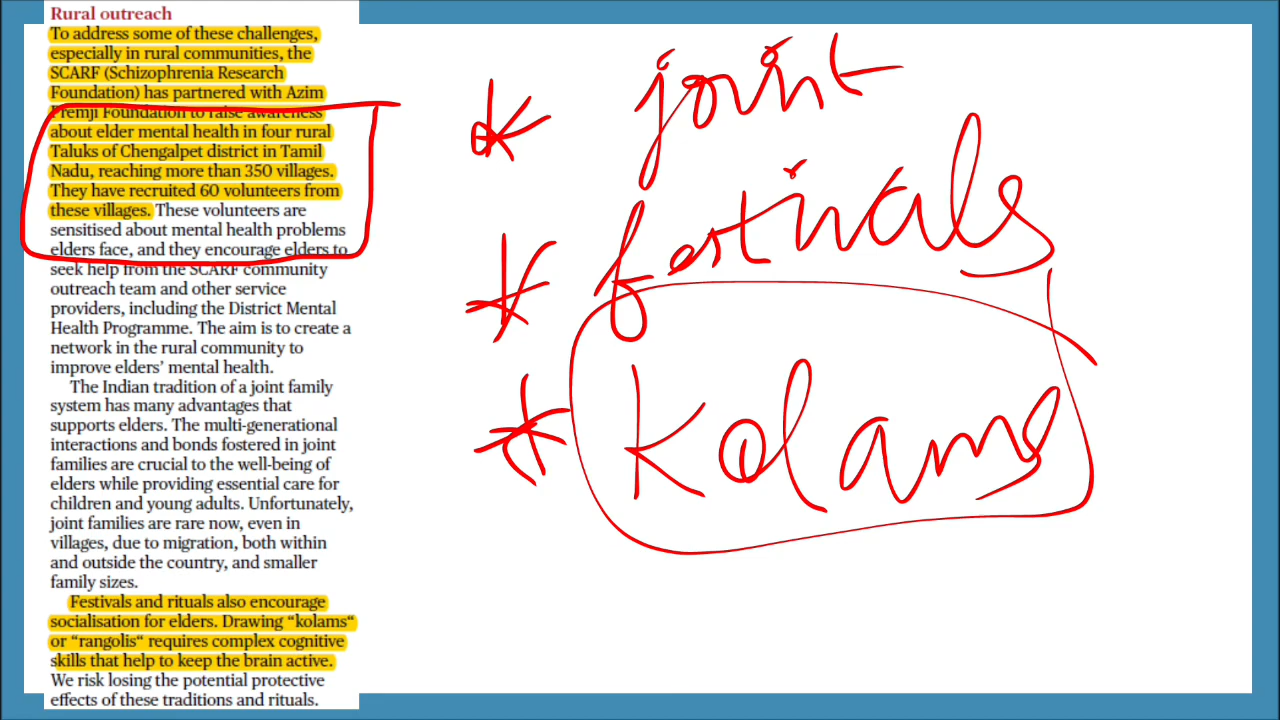 Rural outreach
To address some of these challenges,
especially in rural communities, the
SCARF (Schizophrenia Research
Foundation) has partnered with Azim
Premji Foundation to raise awareness
about elder mental health in four rural
Taluks of Chengalpet district in Tamil
Nadu, reaching more than 350 villages.
They have recruited 60 volunteers from
these villages. These volunteers are
sensitised about mental health problems
elders face, and they encourage elders to
seek help from the SCARF community
outreach team and other service
providers, including the District Mental
Health Programme. The aim is to create a
network in the rural community to
improve elders’ mental health.
The Indian tradition of a joint family
system has many advantages that
supports elders. The multi-generational
interactions and bonds fostered in joint
families are crucial to the well-being of
elders while providing essential care for
children and young adults. Unfortunately,
joint families are rare now, even in
villages, due to migration, both within
and outside the country, and smaller
family sizes.
Festivals and rituals also encourage
socialisation for elders. Drawing “kolams“
or “rangolis“ requires complex cognitive
skills that help to keep the brain active.
We risk losing the potential protective
effects of these traditions and rituals.
* joint
* festivals
* Kolams